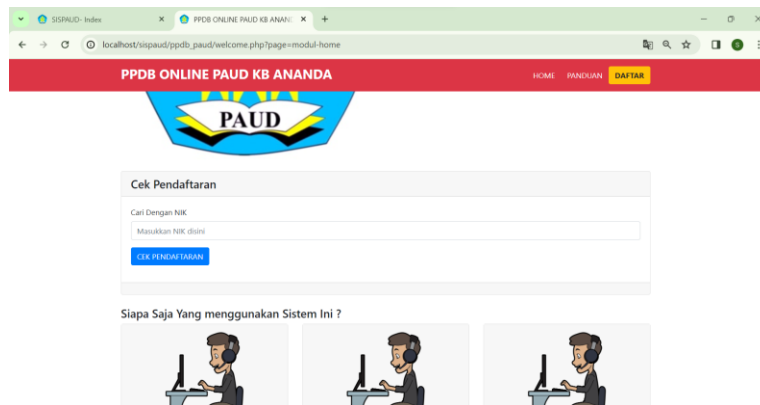 SISPAUD- Index
PPDB ONLINE PAUD KB ANAND
localhost/sispaud/ppdb_paud/welcome.php?page=modul-home
S
PPDB ONLINE PAUD KB ANANDA
HOME PANDUAN DAFTAR
PAUD
Cek Pendaftaran
Cari Dengan NIK
Masukkan NIK disini
CEK PENDAFTARAN
Siapa Saja Yang menggunakan Sistem Ini ?